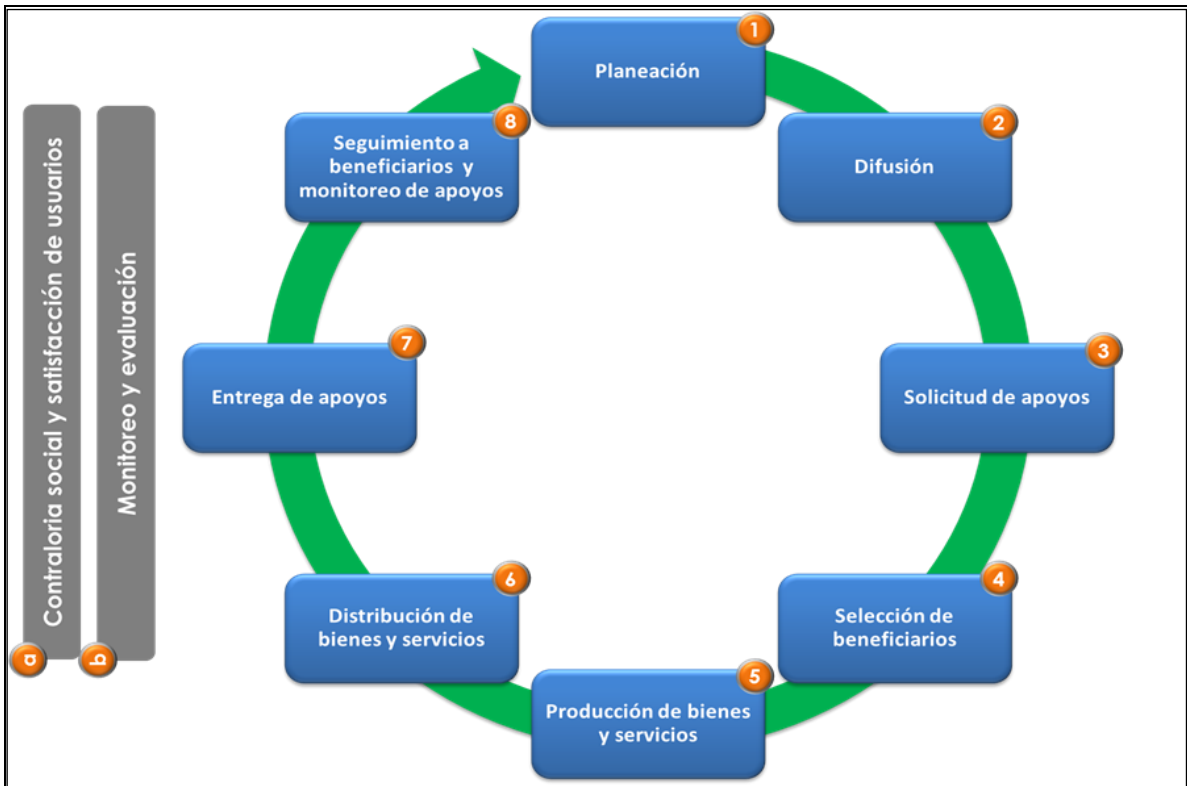 1
Planeación
2
Difusión
3
Solicitud de apoyos
4
Selección de
beneficiarios
5
Producción de bienes
y servicios
6
Distribución de
bienes y servicios
7
Entrega de apoyos
8
Seguimiento a
beneficiarios y
monitoreo de apoyos
a
Contraloria social y satisfacción de usuarios
b
Monitoreo y evaluación